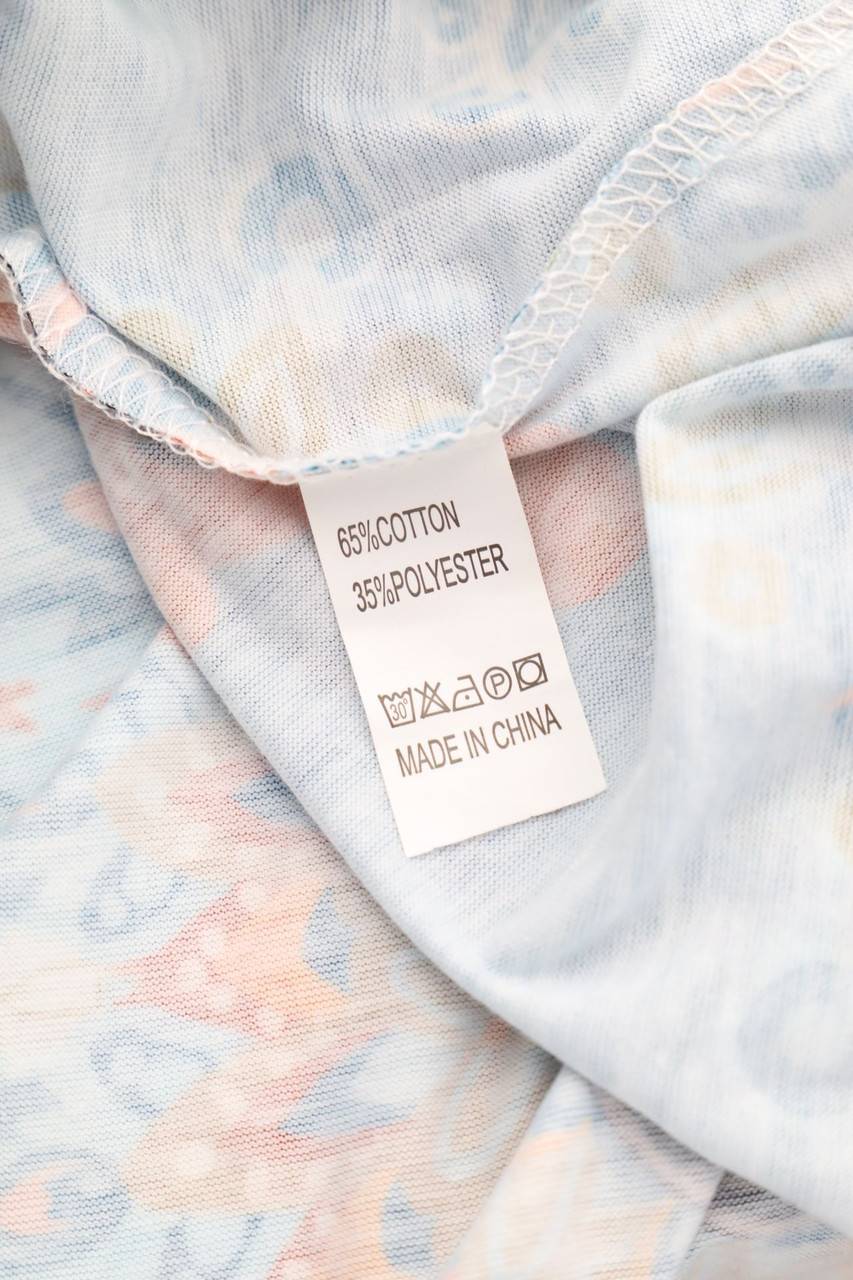 65%COTTON
35%POLYESTER
30° P
MADE IN CHINA